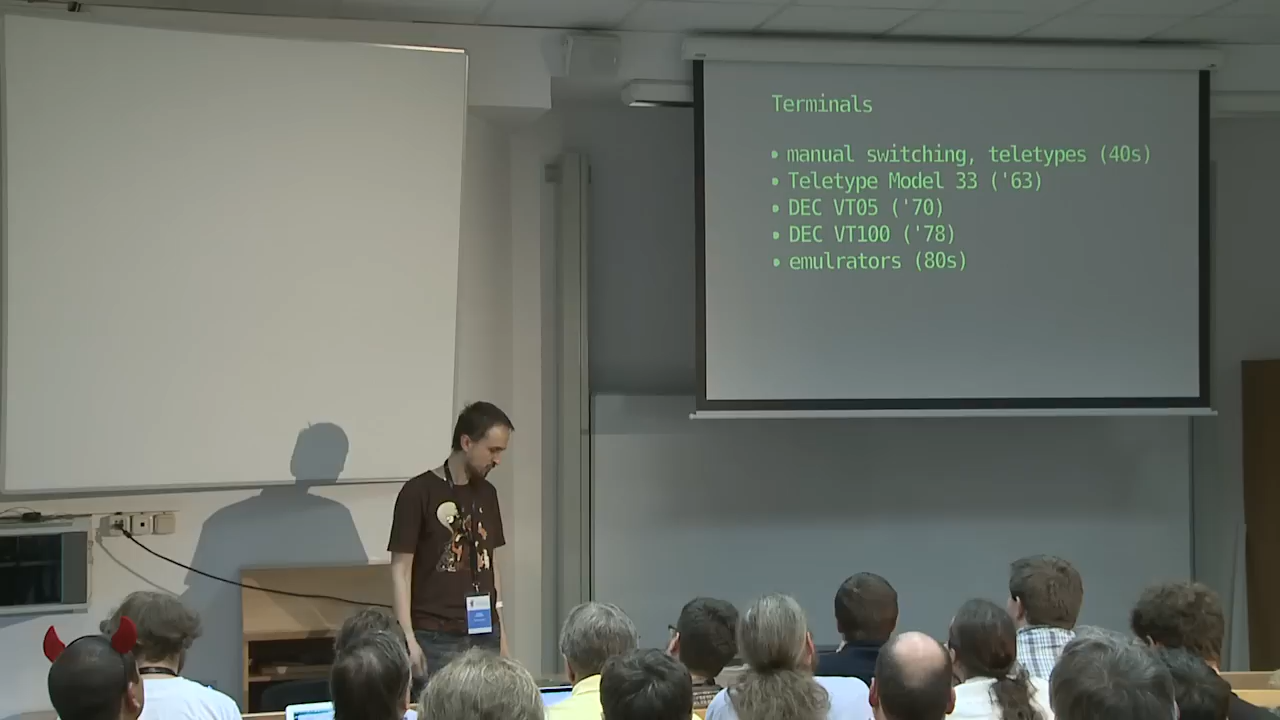 Terminals
• manual switching, teletypes (40s)
• Teletype Model 33 ('63)
• DEC VT05 ('70)
• DEC VT100 ('78)
• emulrators (80s)